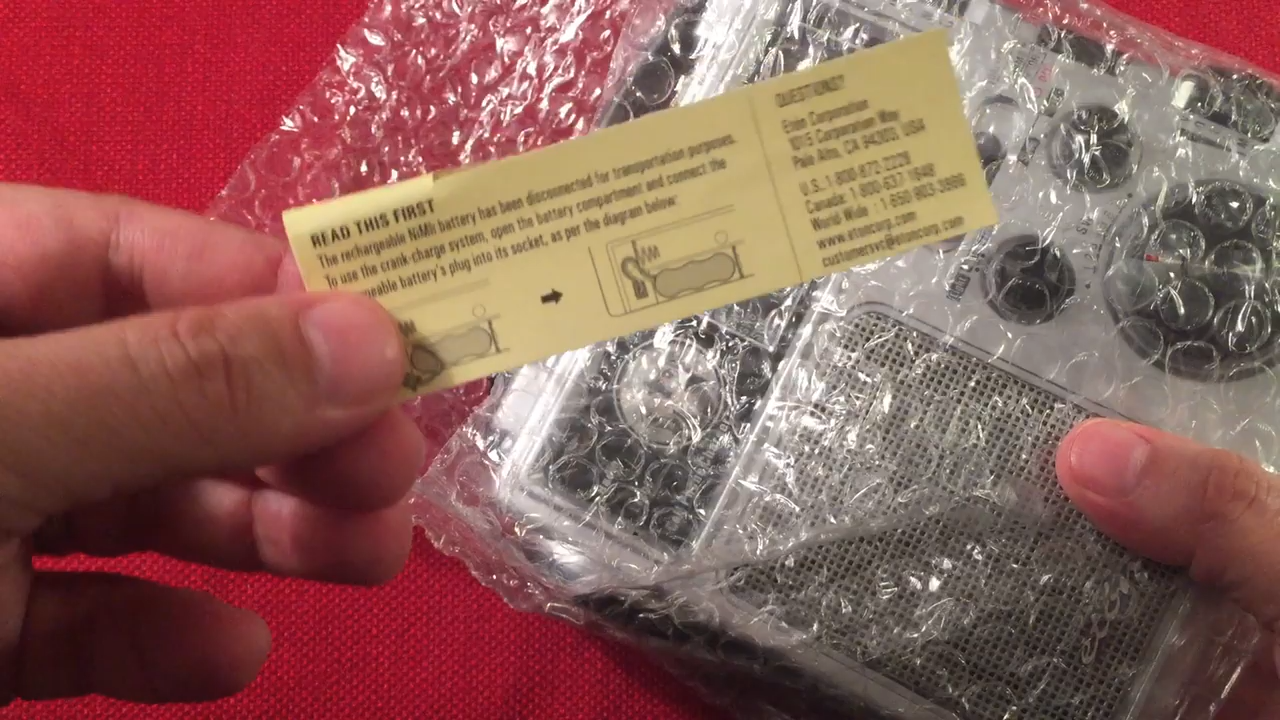 READ THIS FIRST
The rechargeable NiMh battery has been disconnected for transportation purposes.
To use the crank-charge system, open the battery compartment and connect the
geable battery's plug into its socket, as per the diagram below:
QUESTIONS?
Eton Corporation
1015 Corporation Way
Palo Alto, CA 94303, USA
U.S.:1-800-872-2228
Canada: 1-800-637-1648
World Wide : 1-650-903-3866
www.etoncorp.com
customersvc@etoncorp.com